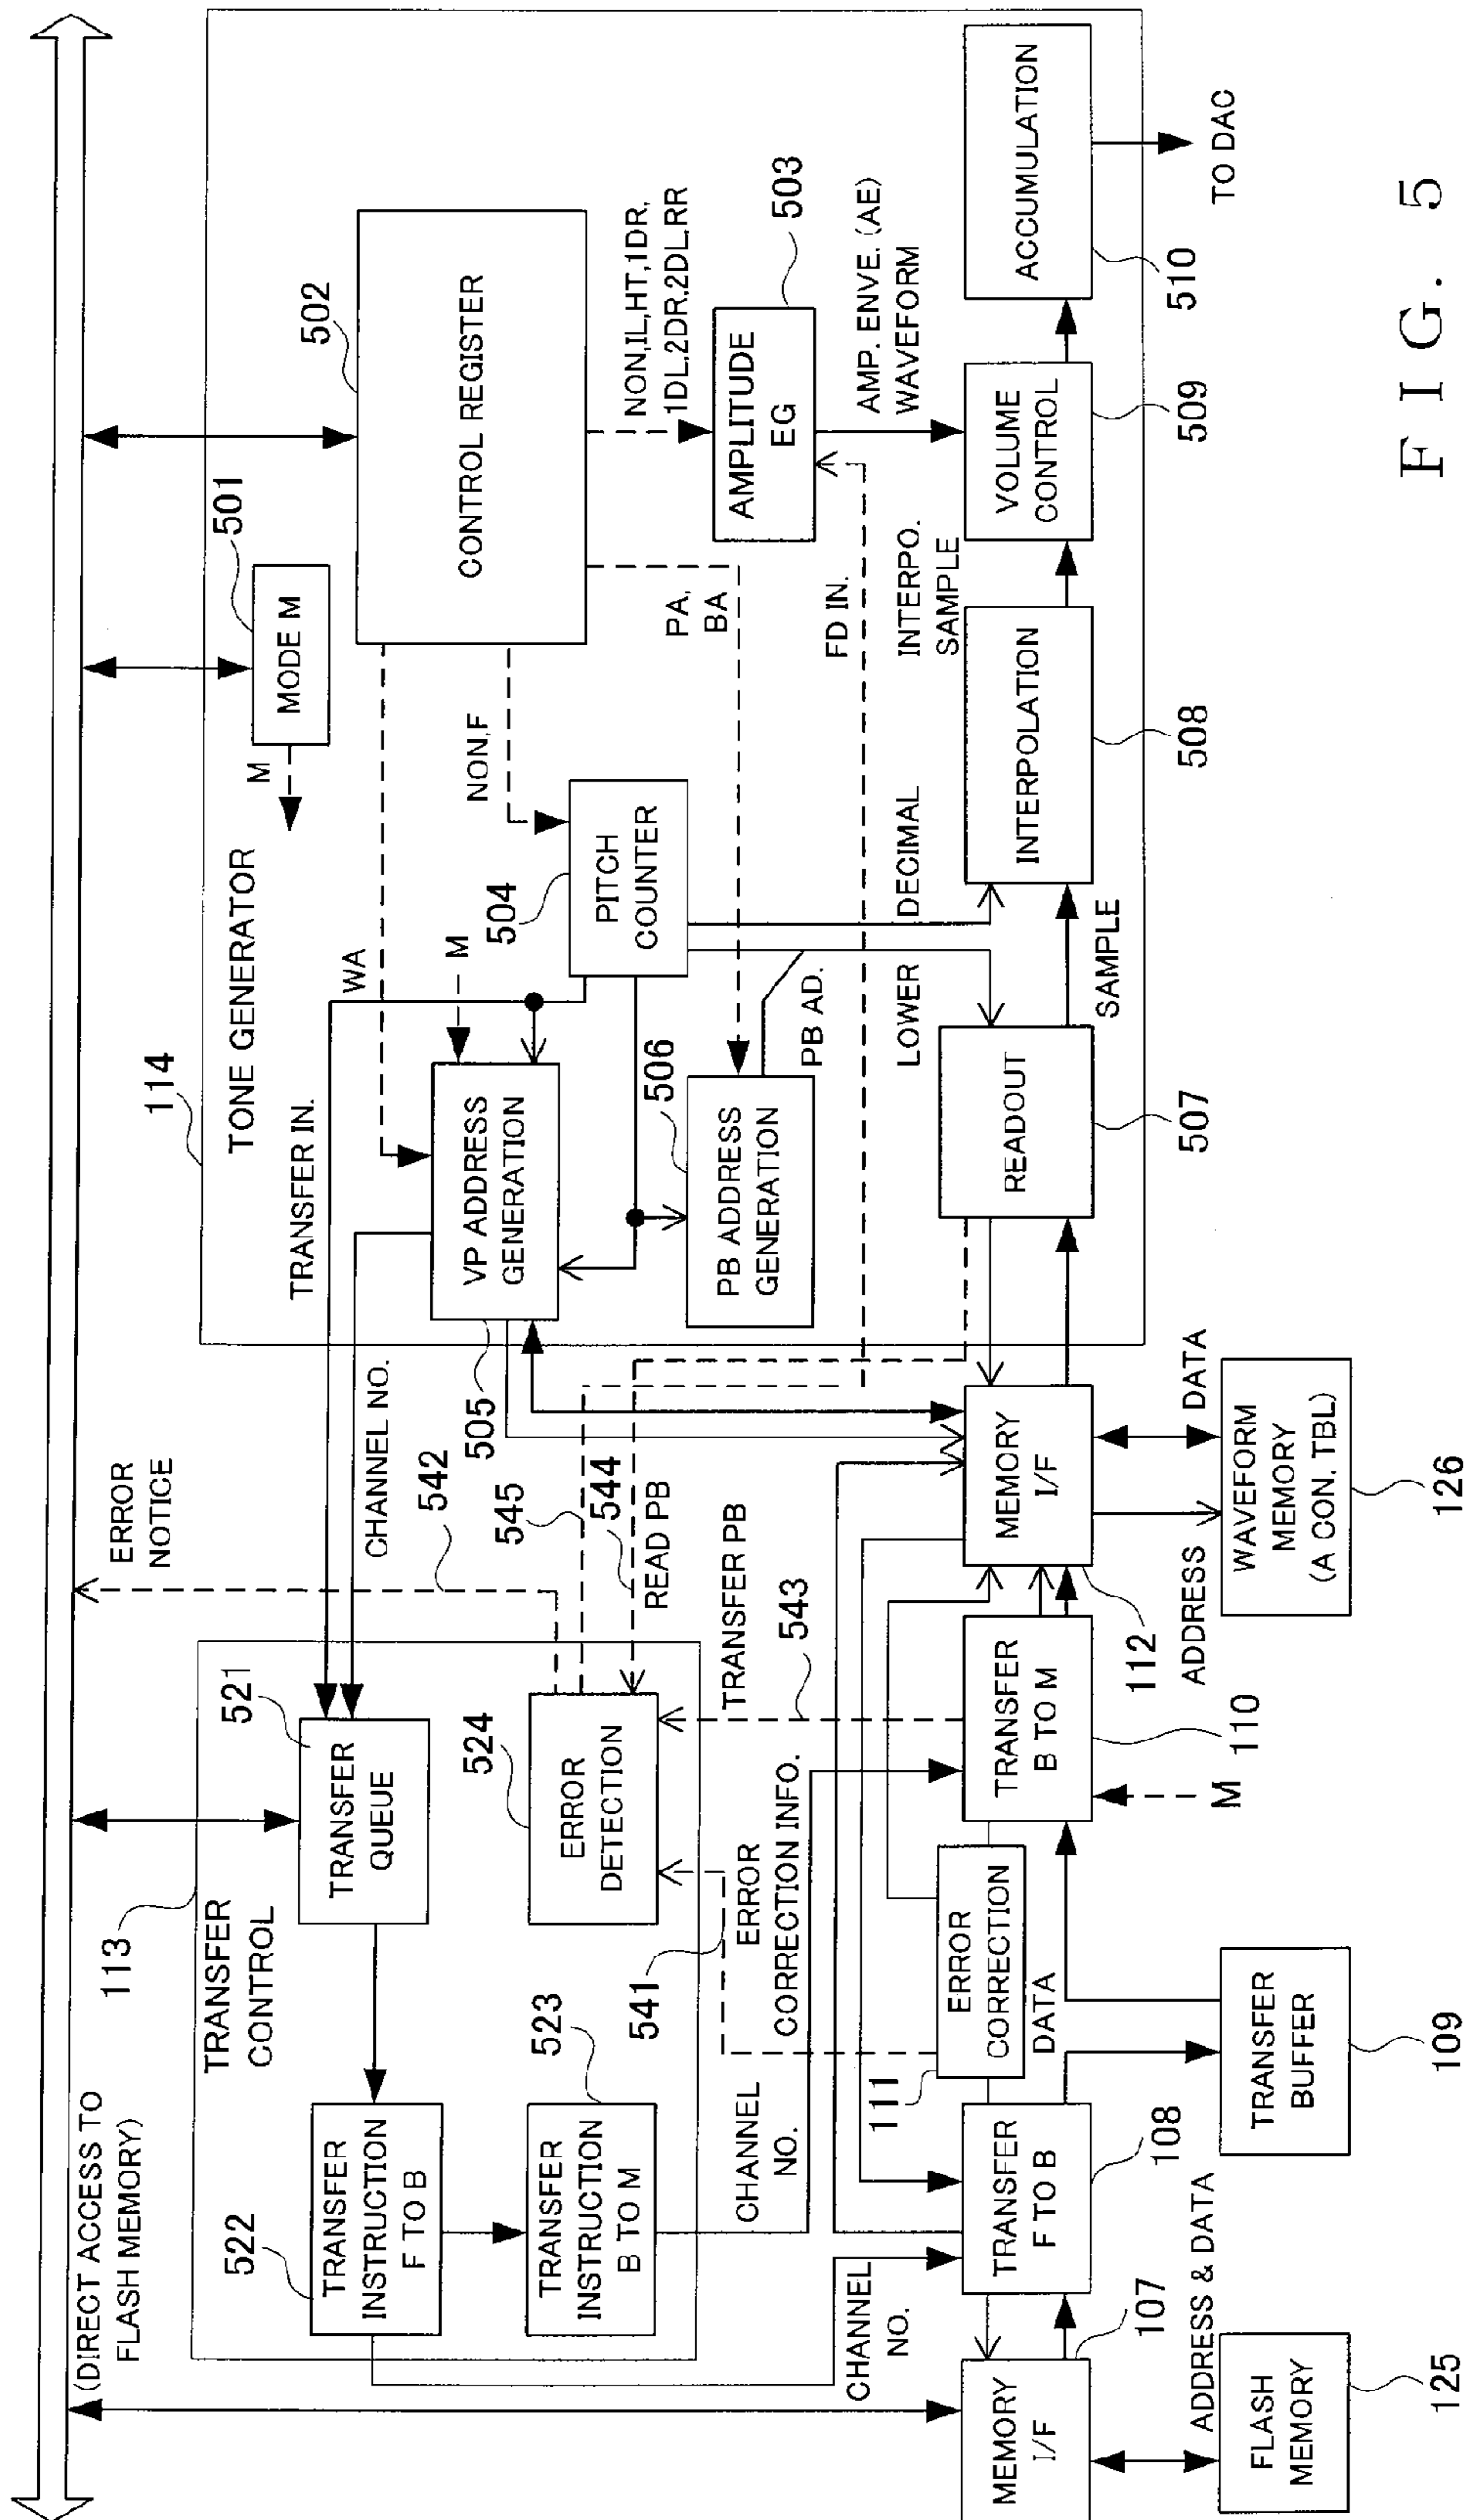 (DIRECT ACCESS TO
FLASH MEMORY)
113
TRANSFER
CONTROL
522
TRANSFER
INSTRUCTION
F TO B
523
TRANSFER
INSTRUCTION
B TO M
521
TRANSFER
QUEUE
524
ERROR
DETECTION
ERROR
NOTICE
542
CHANNEL NO.
TRANSFER IN.
545
544
READ PB
TRANSFER PB
543
541
ERROR
CORRECTION INFO.
CHANNEL
NO.
CHANNEL
NO.
114
TONE GENERATOR
501
MODE M
M
502
CONTROL REGISTER
WA
NON,F
PA,
BA
NON,IL,HT,1DR,
1DL,2DR,2DL,RR
503
AMPLITUDE
EG
FD IN.
AMP. ENVE. (AE)
WAVEFORM
504
PITCH
COUNTER
M
505
VP ADDRESS
GENERATION
506
PB ADDRESS
GENERATION
PB AD.
LOWER
DECIMAL
INTERPO.
SAMPLE
MEMORY
I/F
107
TRANSFER
F TO B
108
111
ERROR
CORRECTION
DATA
TRANSFER
B TO M
110
M
MEMORY
I/F
112
READOUT
507
SAMPLE
INTERPOLATION
508
VOLUME
CONTROL
509
ACCUMULATION
510
TO DAC
ADDRESS & DATA
FLASH
MEMORY
125
TRANSFER
BUFFER
109
ADDRESS
DATA
WAVEFORM
MEMORY
(A CON. TBL)
126
FIG. 5